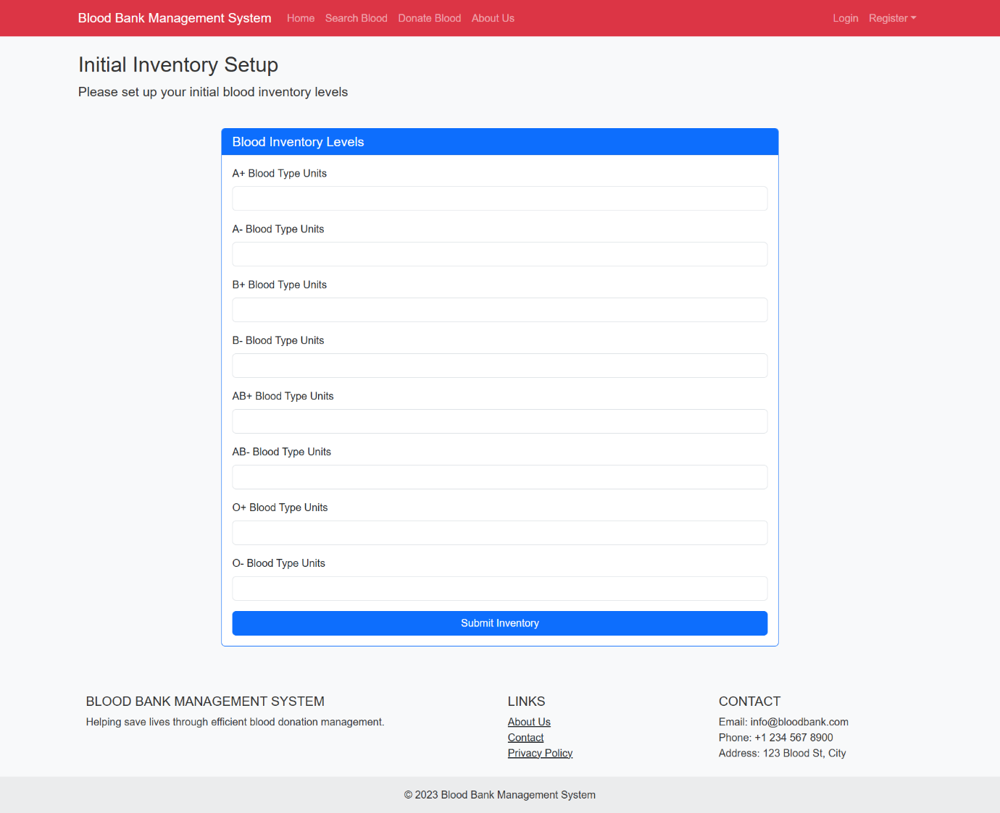 Blood Bank Management System Home Search Blood Donate Blood About Us Login Register
Initial Inventory Setup
Please set up your initial blood inventory levels
Blood Inventory Levels
A+ Blood Type Units
A- Blood Type Units
B+ Blood Type Units
B- Blood Type Units
AB+ Blood Type Units
AB- Blood Type Units
O+ Blood Type Units
O- Blood Type Units
Submit Inventory
BLOOD BANK MANAGEMENT SYSTEM
Helping save lives through efficient blood donation management.
LINKS
About Us
Contact
Privacy Policy
CONTACT
Email: info@bloodbank.com
Phone: +1 234 567 8900
Address: 123 Blood St, City
© 2023 Blood Bank Management System